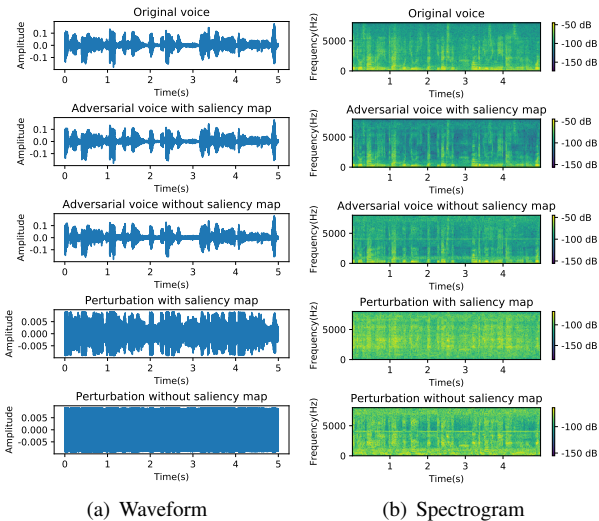 Original voice
Amplitude
0.1
0.0
-0.1
0 1 2 3 4 5
Time(s)
Adversarial voice with saliency map
Amplitude
0.1
0.0
-0.1
0 1 2 3 4 5
Time(s)
Adversarial voice without saliency map
Amplitude
0.1
0.0
-0.1
0 1 2 3 4 5
Time(s)
Perturbation with saliency map
Amplitude
0.005
0.000
-0.005
0 1 2 3 4 5
Time(s)
Perturbation without saliency map
Amplitude
0.005
0.000
-0.005
0 1 2 3 4 5
Time(s)
(a) Waveform
Original voice
Frequency(Hz)
5000
0
1 2 3 4
Time(s)
-50 dB
-100 dB
-150 dB
Adversarial voice with saliency map
Frequency(Hz)
5000
0
1 2 3 4
Time(s)
-50 dB
-100 dB
-150 dB
Adversarial voice without saliency map
Frequency(Hz)
5000
0
1 2 3 4
Time(s)
-50 dB
-100 dB
-150 dB
Perturbation with saliency map
Frequency(Hz)
5000
0
1 2 3 4
Time(s)
-100 dB
-150 dB
Perturbation without saliency map
Frequency(Hz)
5000
0
1 2 3 4
Time(s)
-100 dB
-150 dB
(b) Spectrogram